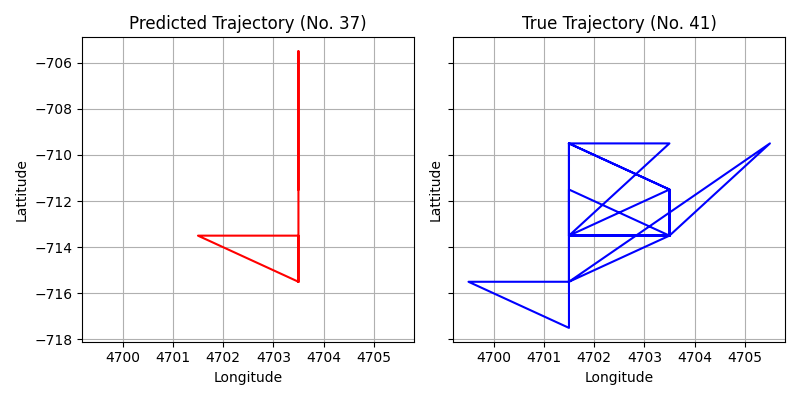 Predicted Trajectory (No. 37)
True Trajectory (No. 41)
−706
−708
−710
−712
−714
−716
−718
Lattitude
Lattitude
4700 4701 4702 4703 4704 4705
4700 4701 4702 4703 4704 4705
Longitude
Longitude